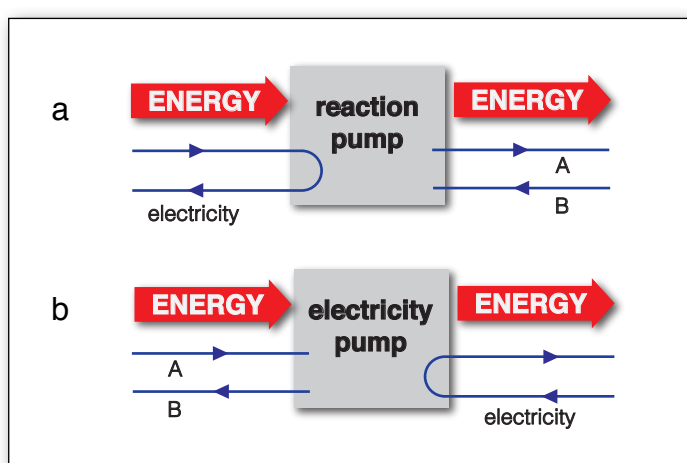 a
ENERGY
reaction
pump
ENERGY
A
B
electricity
b
ENERGY
electricity
pump
ENERGY
A
B
electricity